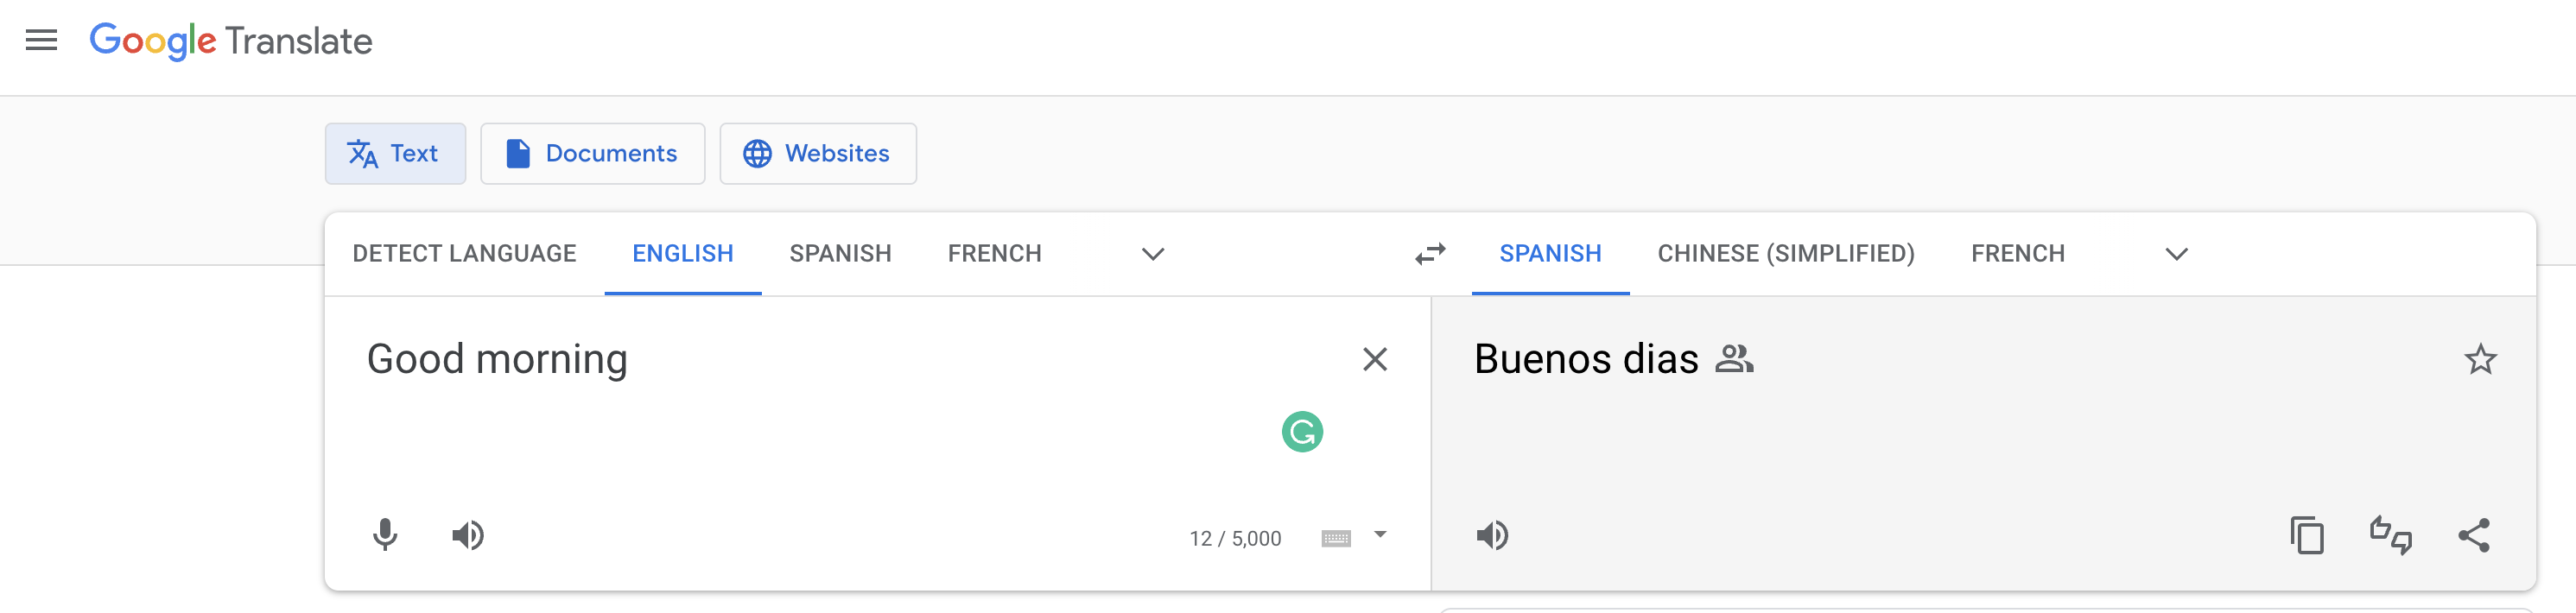 Google Translate
Text Documents Websites
DETECT LANGUAGE ENGLISH SPANISH FRENCH SPANISH CHINESE (SIMPLIFIED) FRENCH
Good morning Buenos dias
12 / 5,000